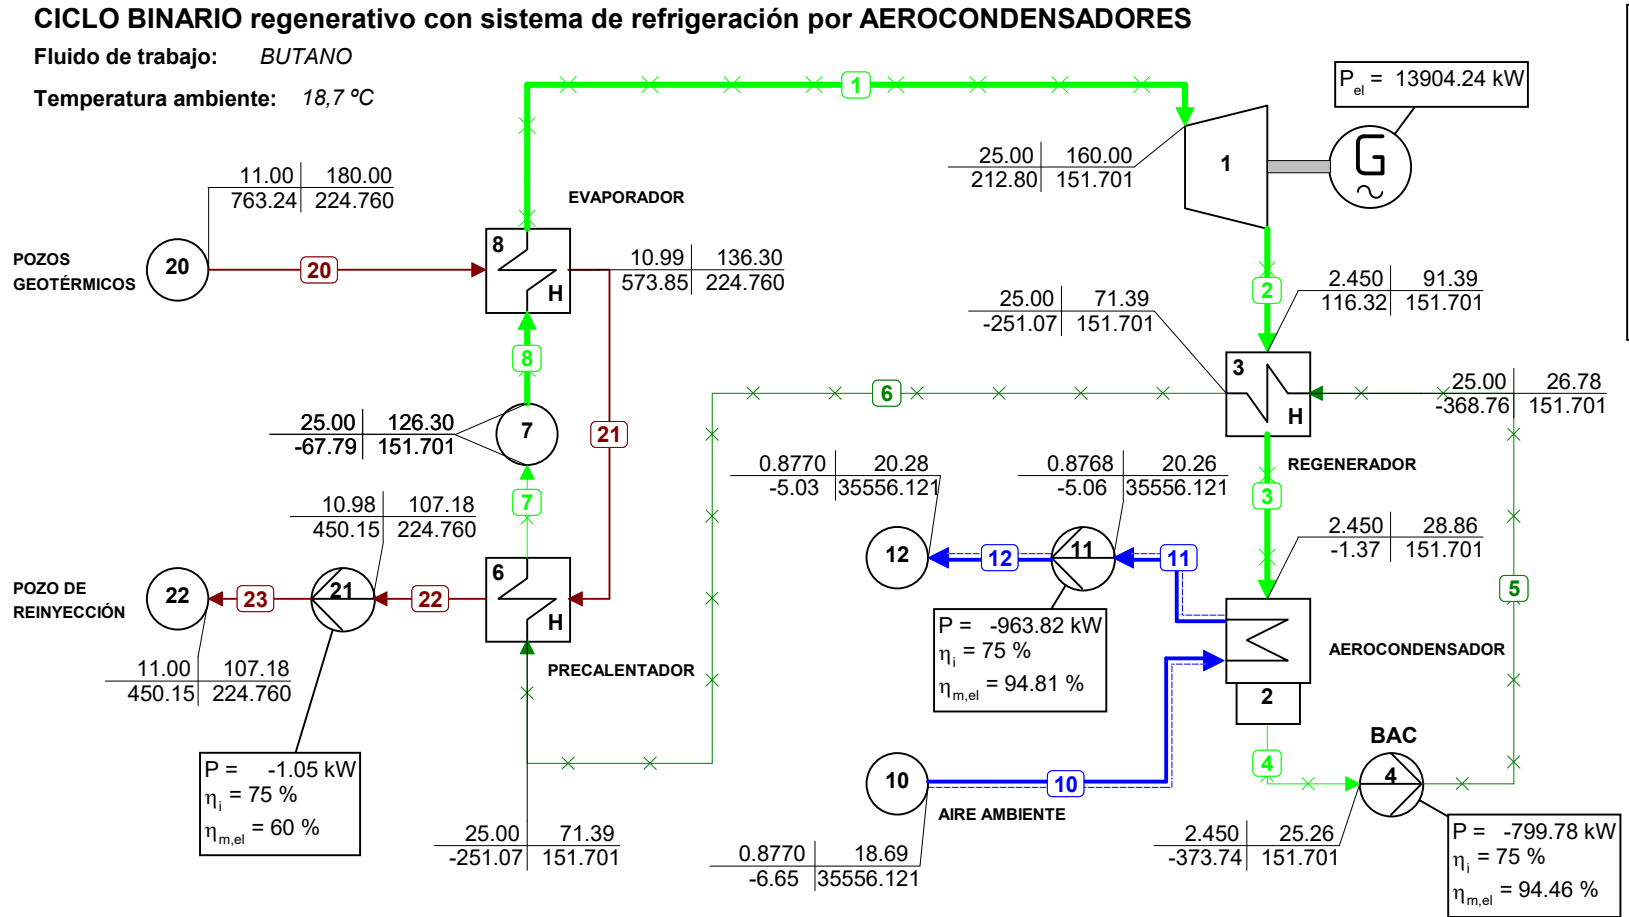 CICLO BINARIO regenerativo con sistema de refrigeración por AEROCONDENSADORES
Fluido de trabajo: BUTANO
Temperatura ambiente: 18,7 ºC
1
P_el = 13904.24 kW
G
25.00 160.00
212.80 151.701
1
11.00 180.00
763.24 224.760
EVAPORADOR
POZOS
GEOTÉRMICOS
20
20
8
H
10.99 136.30
573.85 224.760
2
2.450 91.39
116.32 151.701
25.00 71.39
-251.07 151.701
8
3
H
6
25.00 26.78
-368.76 151.701
25.00 126.30
-67.79 151.701
7
21
REGENERADOR
0.8770 20.28
-5.03 35556.121
0.8768 20.26
-5.06 35556.121
3
10.98 107.18
450.15 224.760
7
2.450 28.86
-1.37 151.701
12
12
11
11
POZO DE
REINYECCIÓN
22
23
21
22
6
H
5
P = -963.82 kW
η_i = 75 %
η_m,el = 94.81 %
AEROCONDENSADOR
PRECALENTADOR
11.00 107.18
450.15 224.760
2
BAC
P = -1.05 kW
η_i = 75 %
η_m,el = 60 %
4
4
10
10
AIRE AMBIENTE
25.00 71.39
-251.07 151.701
0.8770 18.69
-6.65 35556.121
2.450 25.26
-373.74 151.701
P = -799.78 kW
η_i = 75 %
η_m,el = 94.46 %